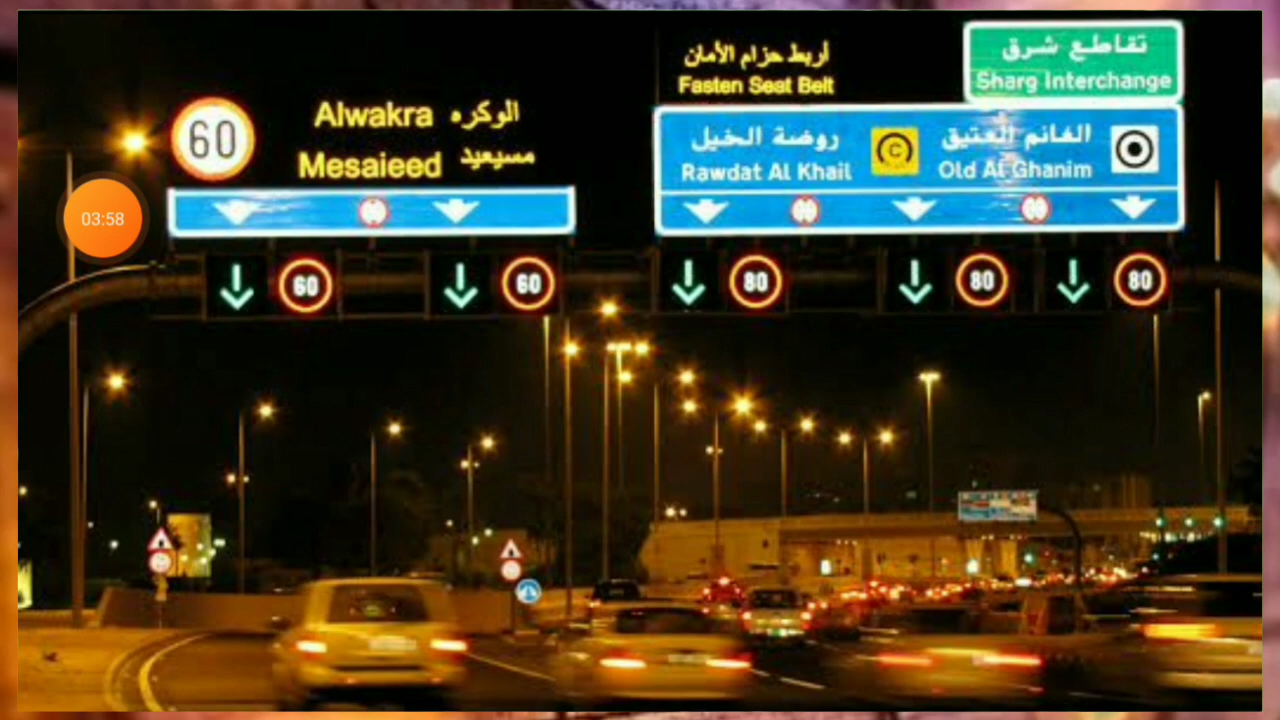 60
Alwakra الوكره
Mesaieed مسيعيد
أربط حزام الأمان
Fasten Seat Belt
تقاطع شرق
Sharq Interchange
روضة الخيل
Rawdat Al Khail
C
الغانم العتيق
Old Al Ghanim
03:58
60
60
80
80
80